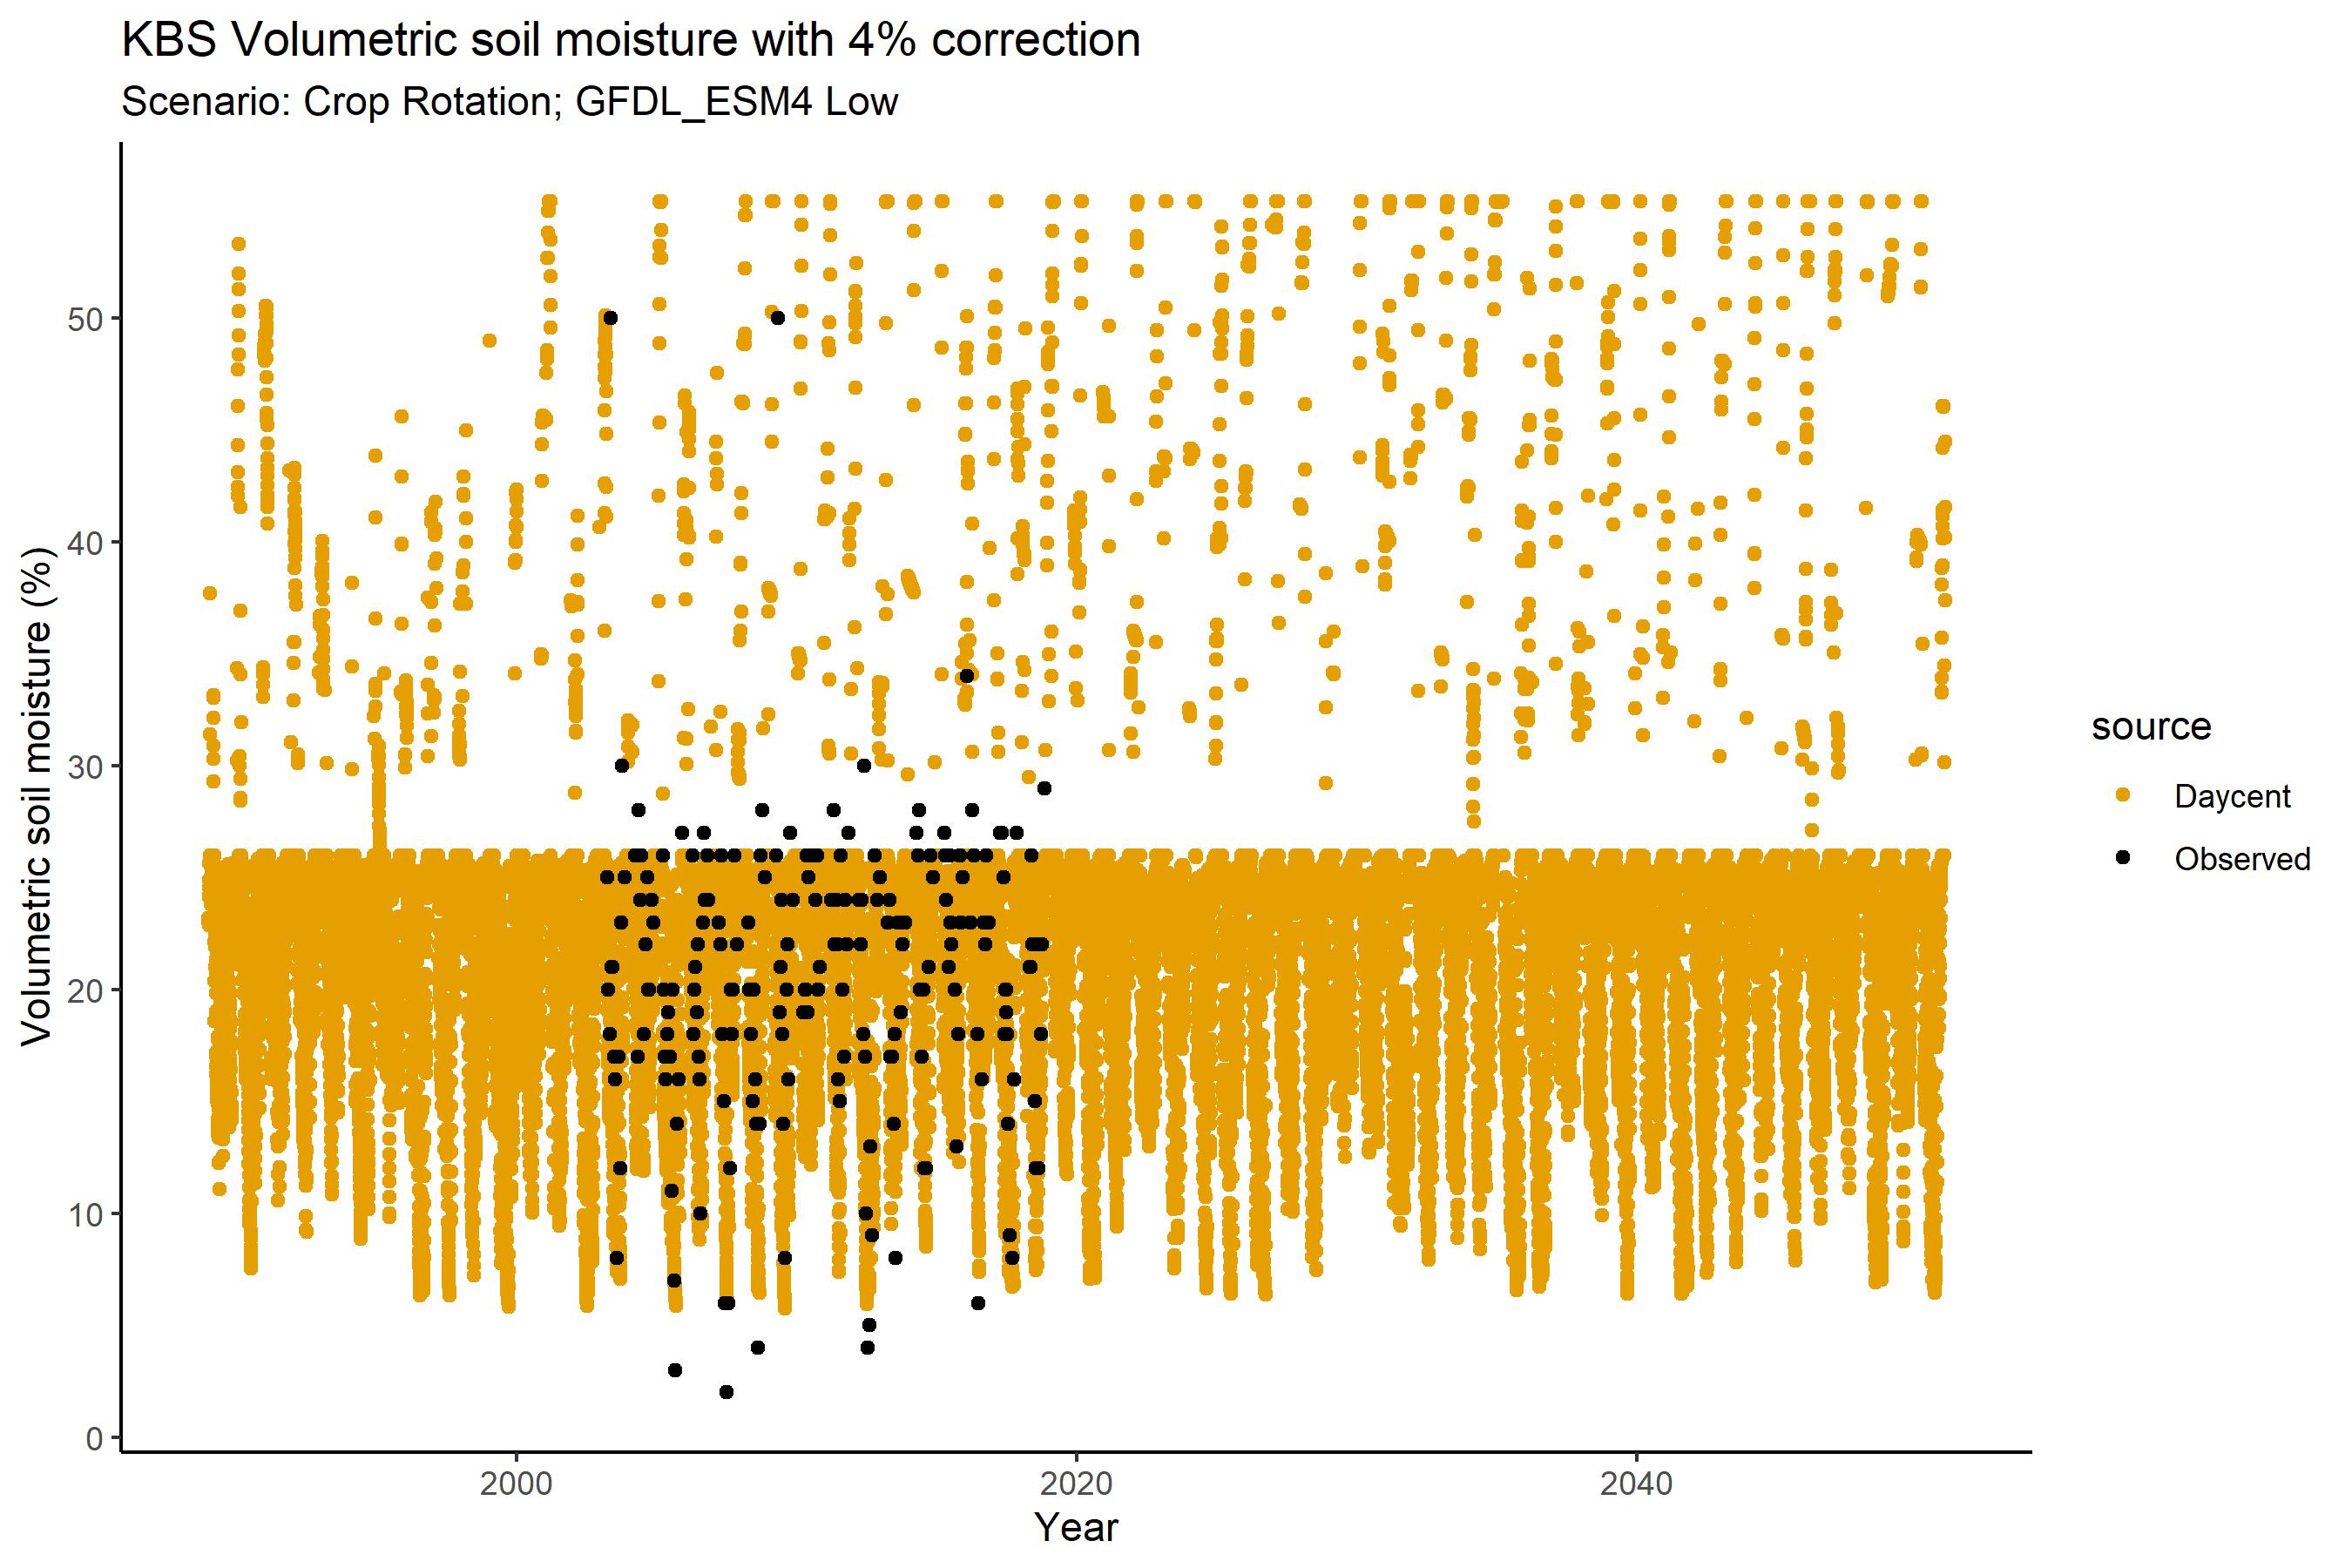 KBS Volumetric soil moisture with 4% correction
Scenario: Crop Rotation; GFDL_ESM4 Low
Volumetric soil moisture (%)
50
40
30
20
10
0
2000 2020 2040
Year
source
Daycent
Observed